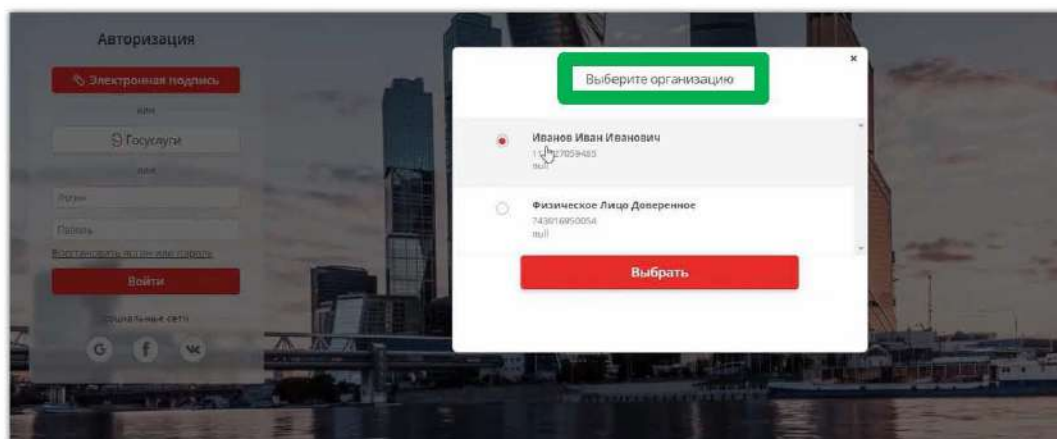 Авторизация
Электронная подпись
или
Госуслуги
или
Логин
Пароль
Восстановить логин или пароль
Войти
Социальные сети
G f
Выберите организацию
×
Иванов Иван Иванович
null
Физическое Лицо Доверенное
743016950054
null
Выбрать